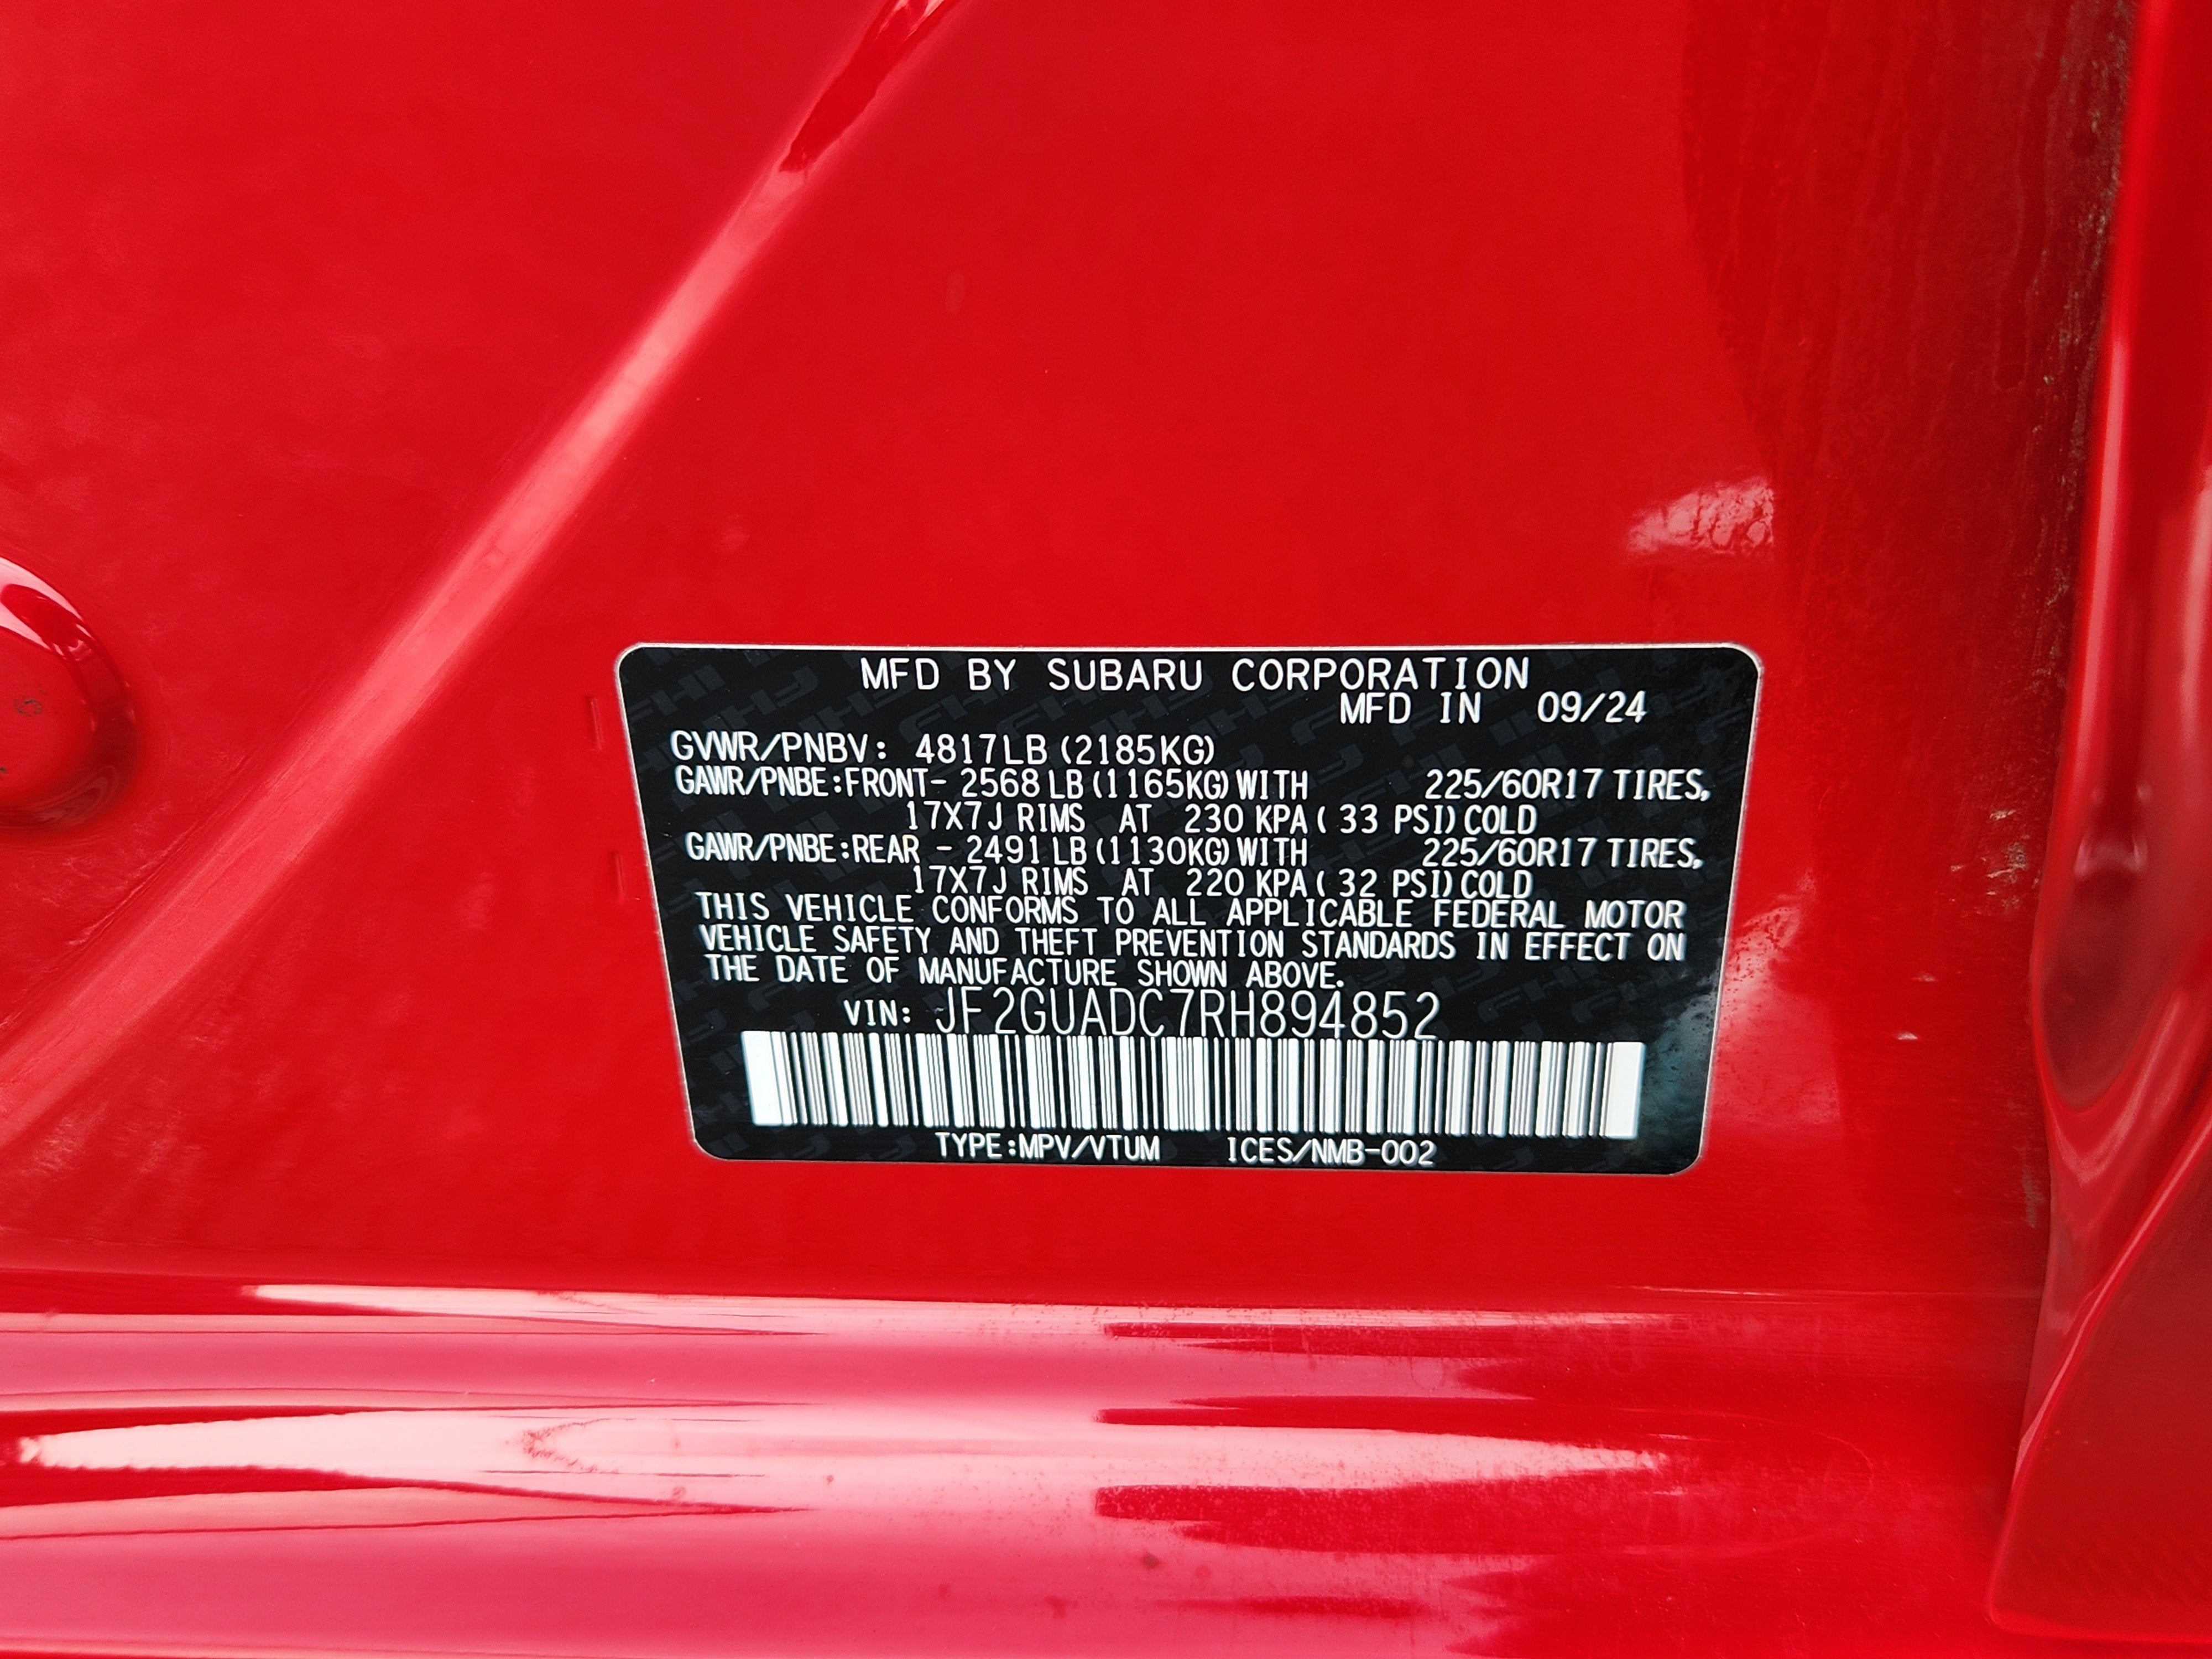 MFD BY SUBARU CORPORATION
MFD IN 09/24
GVWR/PNBV: 4817LB (2185KG)
GAWR/PNBE:FRONT- 2568 LB (1165KG) WITH 225/60R17 TIRES,
17X7J RIMS AT 230 KPA ( 33 PSI) COLD
GAWR/PNBE:REAR - 2491 LB (1130KG) WITH 225/60R17 TIRES,
17X7J RIMS AT 220 KPA ( 32 PSI) COLD
THIS VEHICLE CONFORMS TO ALL APPLICABLE FEDERAL MOTOR
VEHICLE SAFETY AND THEFT PREVENTION STANDARDS IN EFFECT ON
THE DATE OF MANUFACTURE SHOWN ABOVE.
VIN: JF2GUADC7RH894852
TYPE:MPV/VTUM ICES/NMB-002